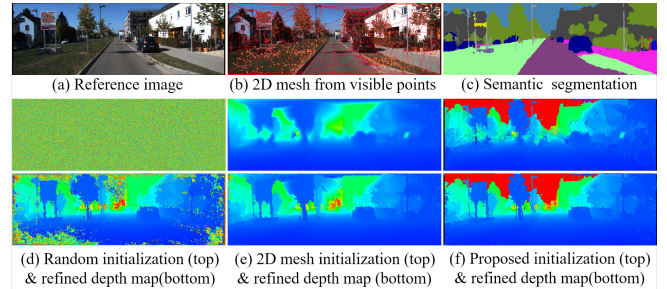 (a) Reference image
(b) 2D mesh from visible points
(c) Semantic segmentation
(d) Random initialization (top)
& refined depth map(bottom)
(e) 2D mesh initialization (top)
& refined depth map (bottom)
(f) Proposed initialization (top)
& refined depth map(bottom)